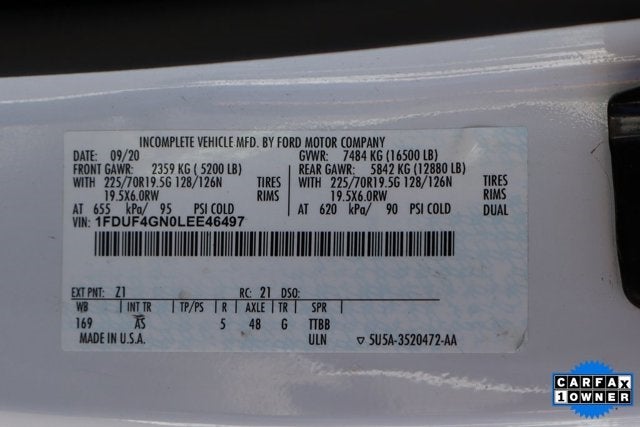 INCOMPLETE VEHICLE MFD. BY FORD MOTOR COMPANY
DATE: 09/20 GVWR: 7484 KG (16500 LB)
FRONT GAWR: 2359 KG ( 5200 LB) REAR GAWR: 5842 KG (12880 LB)
WITH 225/70R19.5G 128/126N TIRES WITH 225/70R19.5G 128/126N TIRES
19.5X6.0RW RIMS 19.5X6.0RW RIMS
AT 655 kPa/ 95 PSI COLD AT 620 kPa/ 90 PSI COLD DUAL
VIN: 1FDUF4GN0LEE46497
EXT PNT: Z1 RC: 21 DSO:
WB INT TR TP/PS R AXLE TR SPR
169 AS 5 48 G TTBB
MADE IN U.S.A. ULN ▽ 5U5A-3520472-AA
CARFAX
1 OWNER